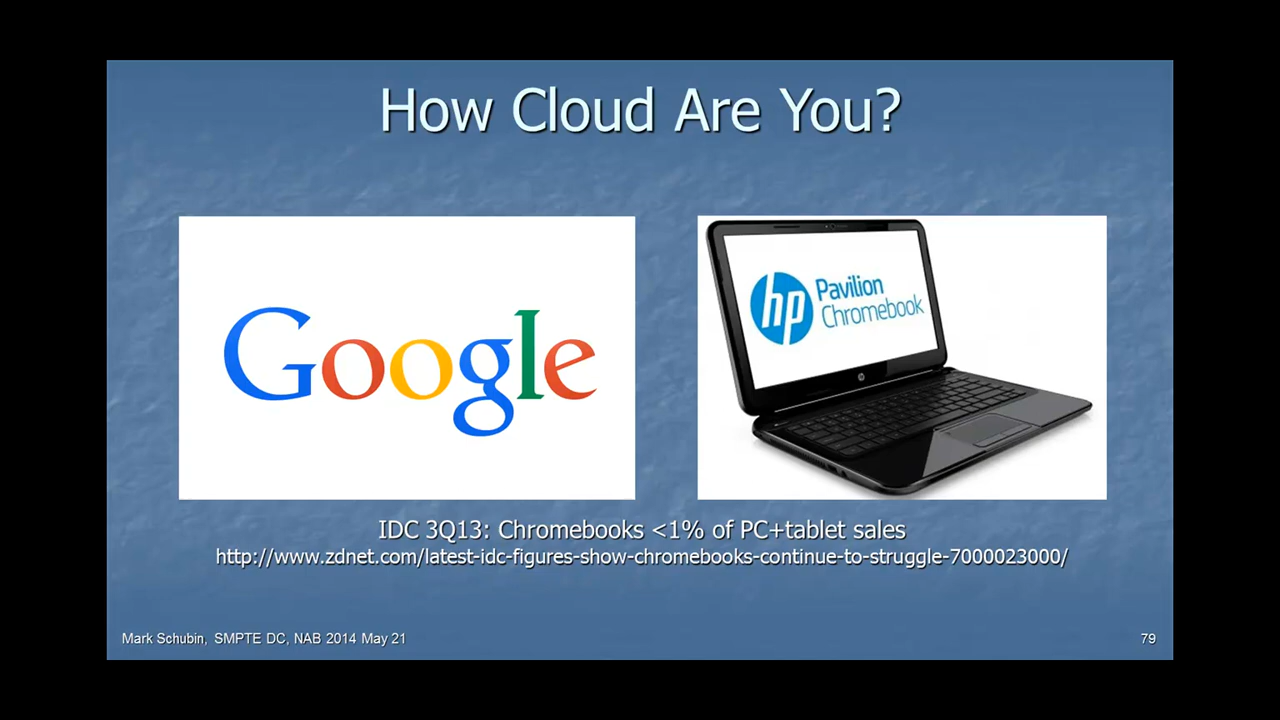 How Cloud Are You?
Google
hp Pavilion
Chromebook
IDC 3Q13: Chromebooks <1% of PC+tablet sales
http://www.zdnet.com/latest-idc-figures-show-chromebooks-continue-to-struggle-7000023000/
Mark Schubin, SMPTE DC, NAB 2014 May 21
79